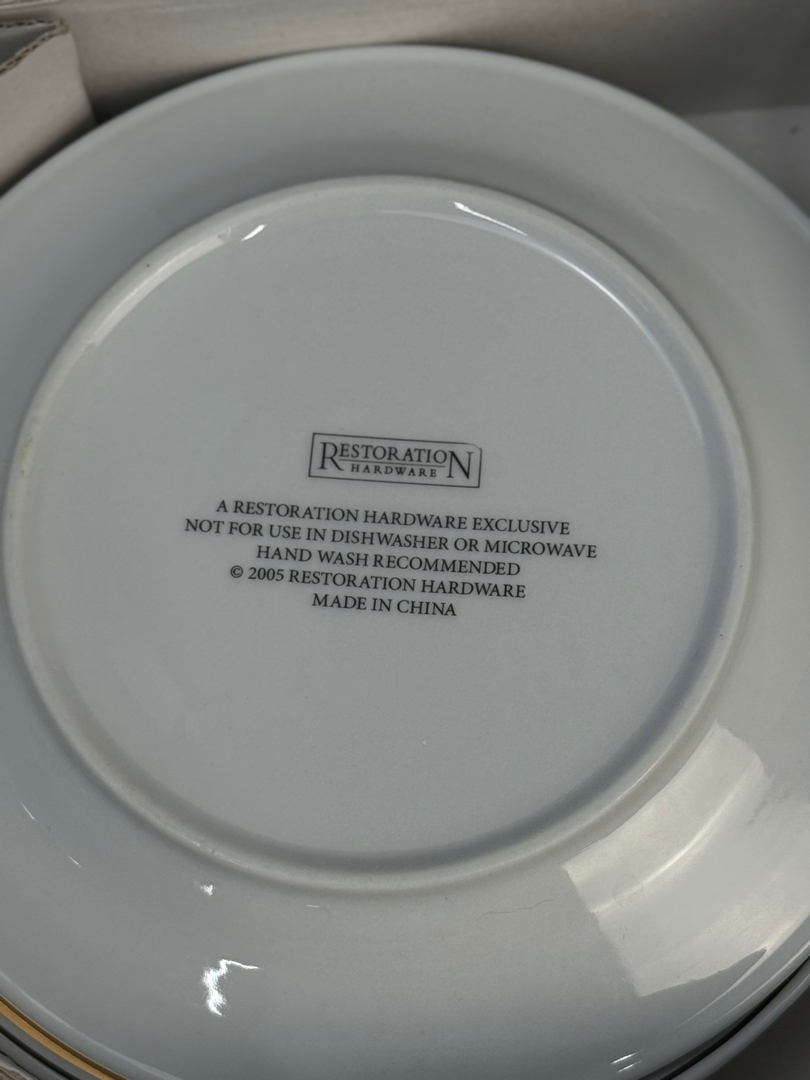 RESTORATION
HARDWARE
A RESTORATION HARDWARE EXCLUSIVE
NOT FOR USE IN DISHWASHER OR MICROWAVE
HAND WASH RECOMMENDED
© 2005 RESTORATION HARDWARE
MADE IN CHINA